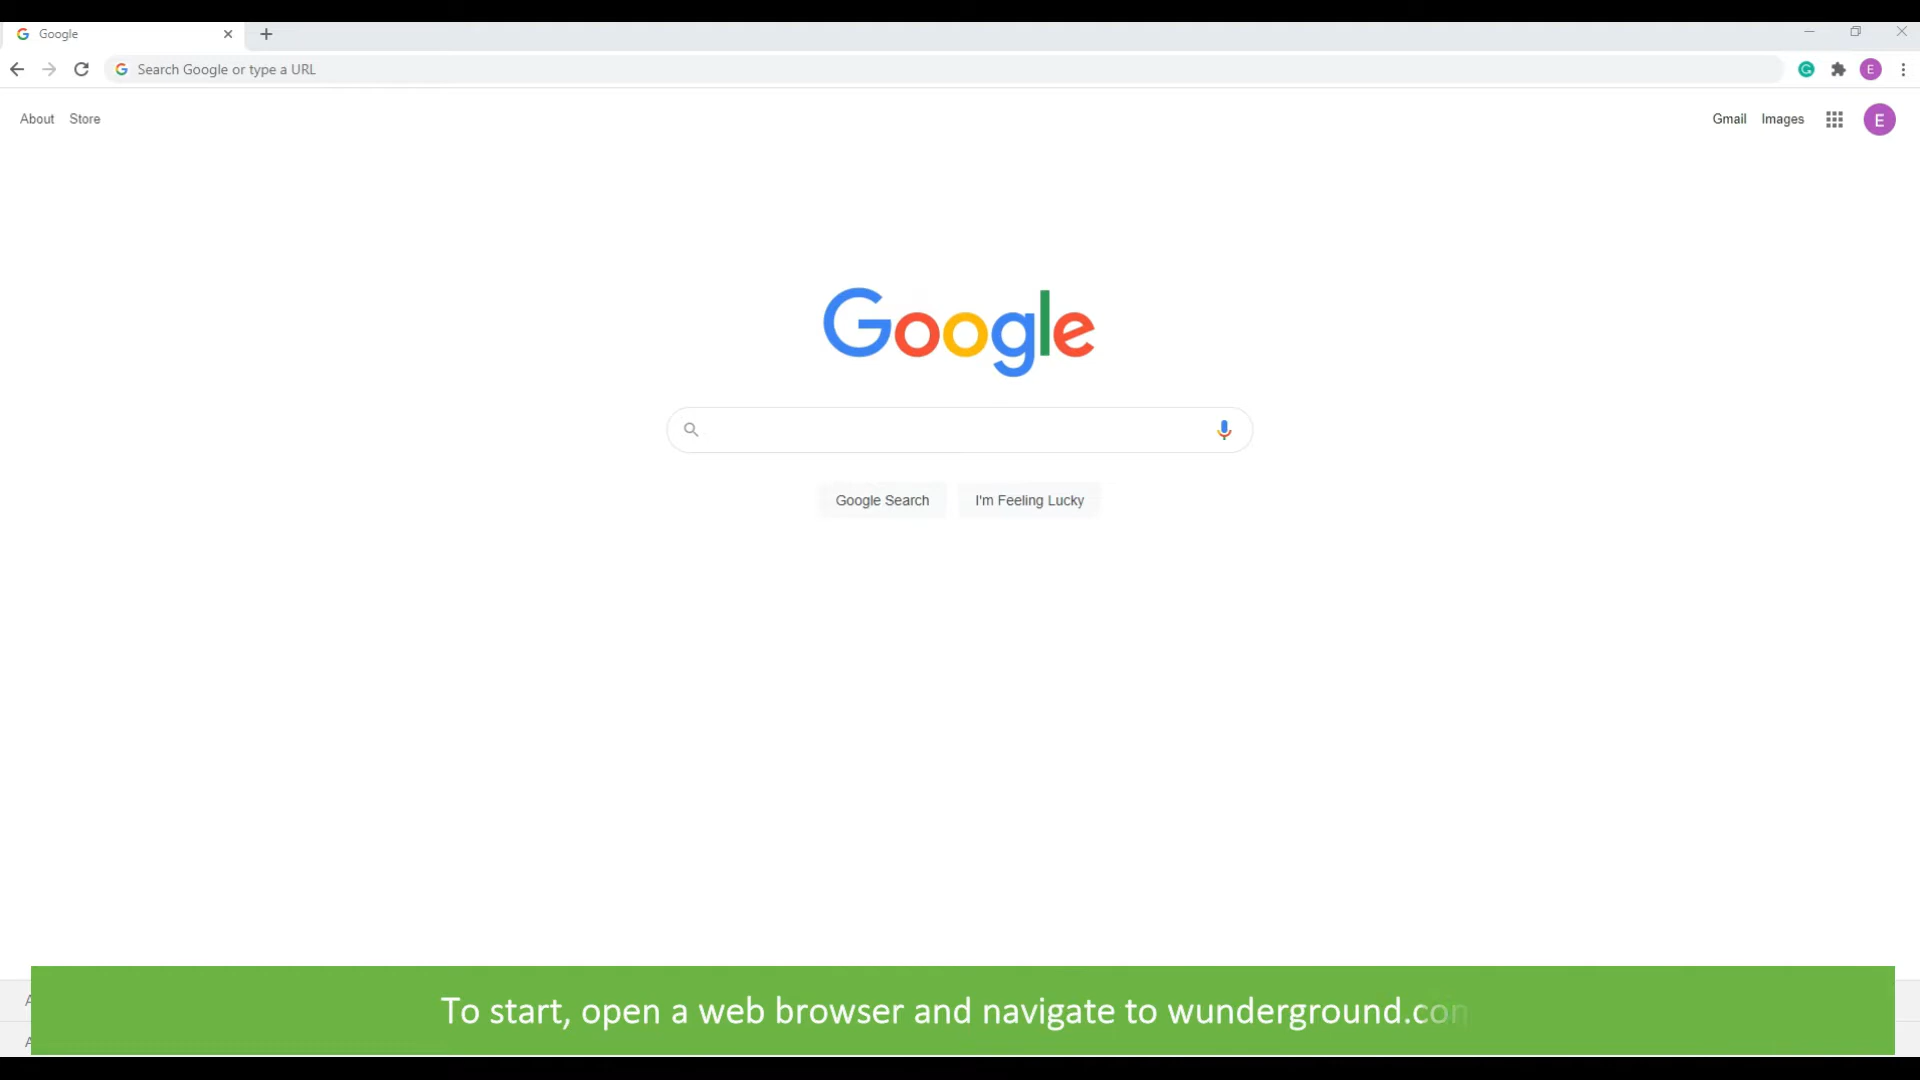 Google
Search Google or type a URL
E
About Store
Gmail Images
E
Google
Google Search I'm Feeling Lucky
To start, open a web browser and navigate to wunderground.com